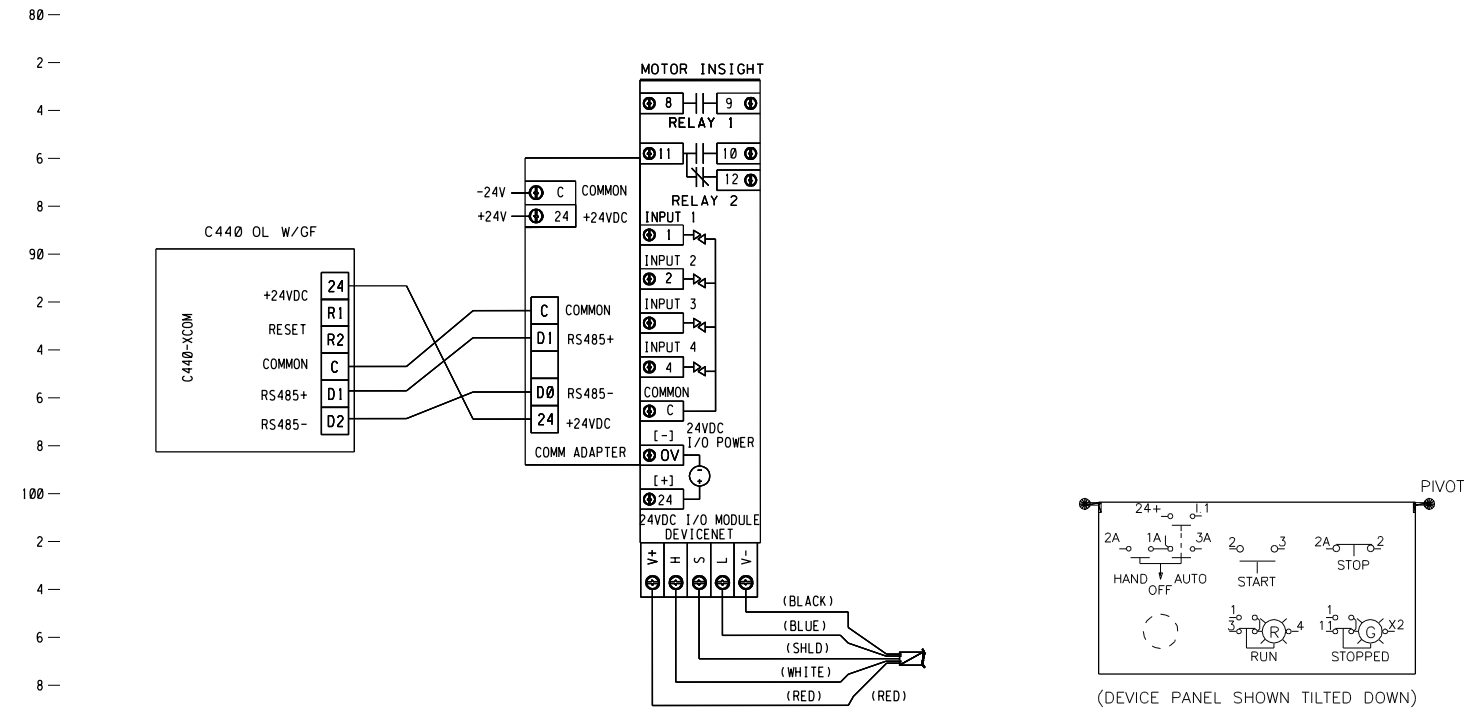 80
2
4
6
8
90
2
4
6
8
100
2
4
6
8
MOTOR INSIGHT
8 9
RELAY 1
11 10
12
RELAY 2
-24V C COMMON
+24V 24 +24VDC
INPUT 1
1
INPUT 2
2
INPUT 3
INPUT 4
4
COMMON
C
24VDC
I/O POWER
[-]
0V
-
+
[+]
24
24VDC I/O MODULE
DEVICENET
V+ H S L V-
C440 OL W/GF
C440-XCOM
+24VDC 24
R1
RESET
R2
COMMON C
RS485+ D1
RS485- D2
C COMMON
D1 RS485+
D0 RS485-
24 +24VDC
COMM ADAPTER
(BLACK)
(BLUE)
(SHLD)
(WHITE)
(RED) (RED)
PIVOT
24+ I.1
2A 1A 3A
HAND OFF AUTO
2 3
START
2A 2
STOP
1
3 R 4
RUN
1
11 G X2
STOPPED
(DEVICE PANEL SHOWN TILTED DOWN)